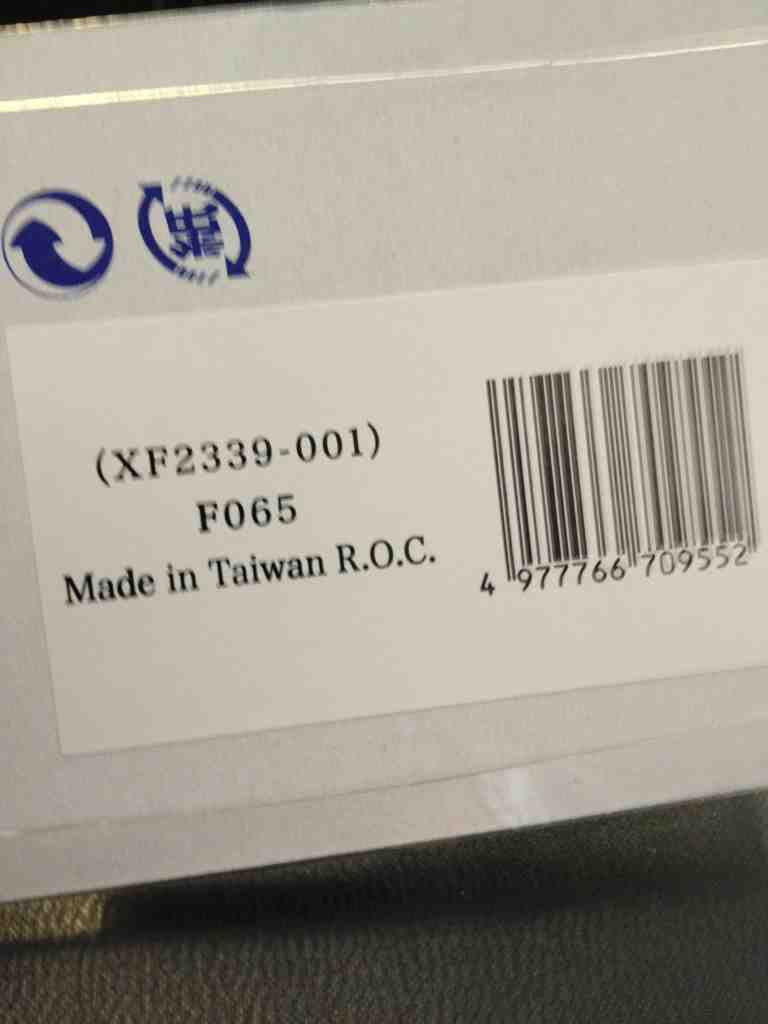 (XF2339-001)
F065
Made in Taiwan R.O.C.
4 977766 709552